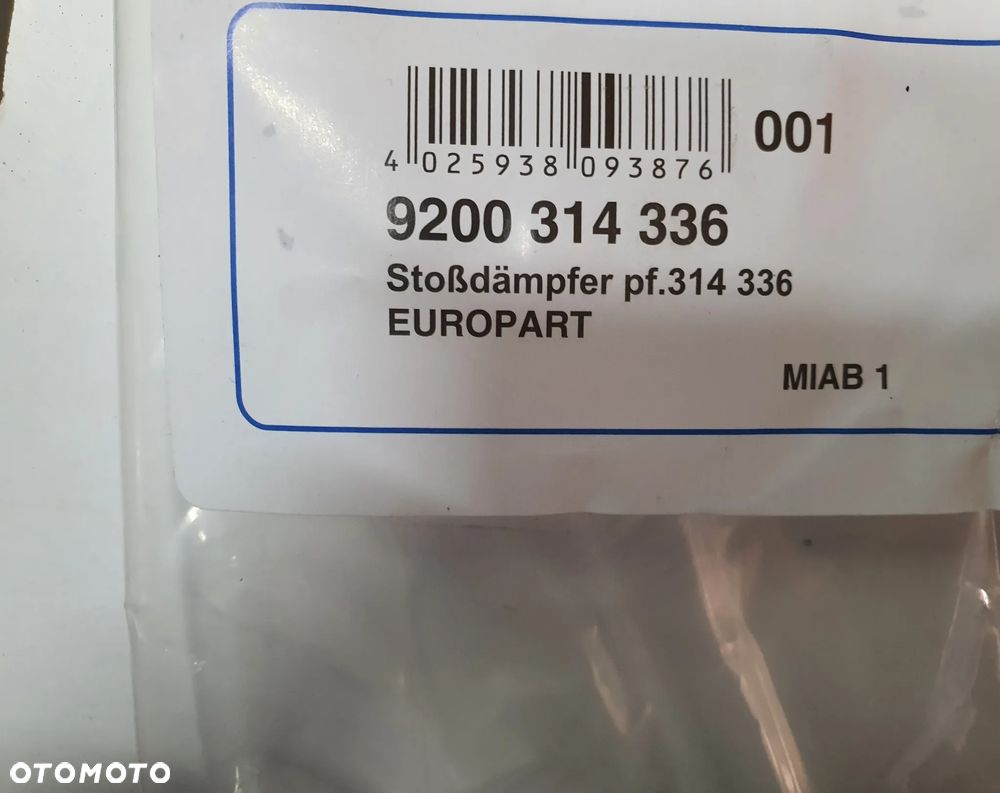 4 025938 093876 001
9200 314 336
Stoßdämpfer pf.314 336
EUROPART
MIAB 1
OTOMOTO